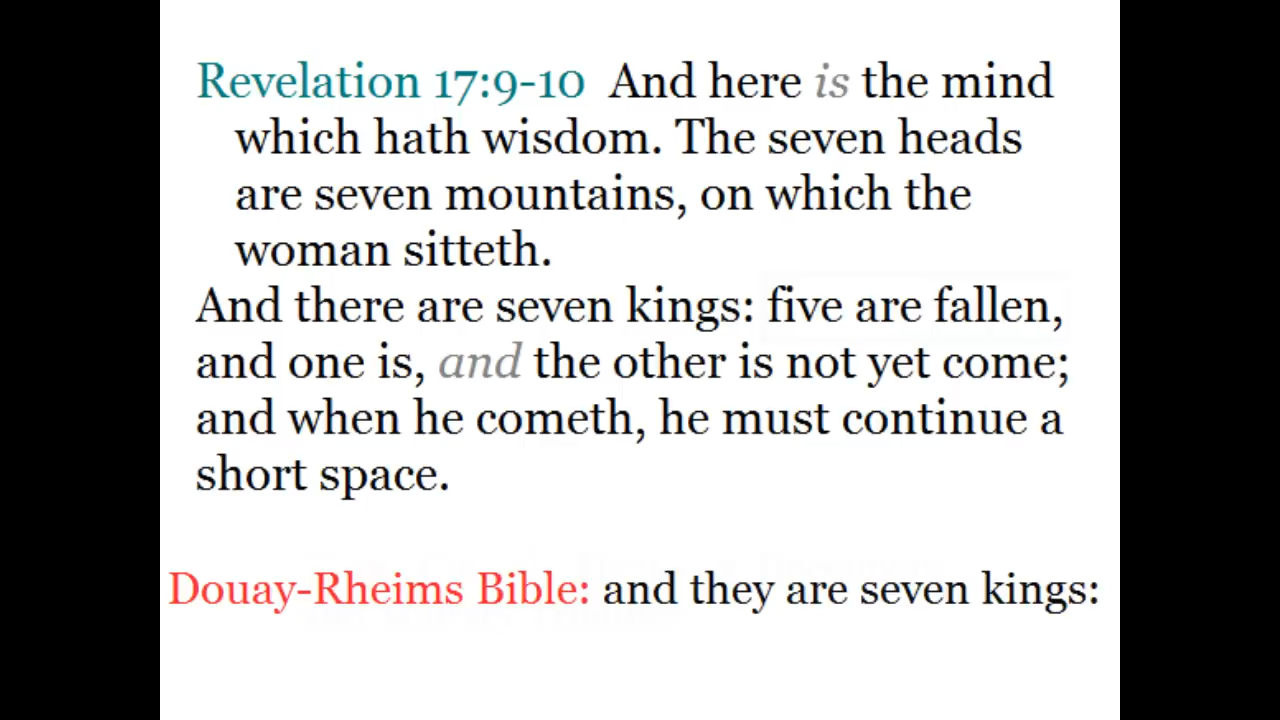 Revelation 17:9-10 And here is the mind
which hath wisdom. The seven heads
are seven mountains, on which the
woman sitteth.
And there are seven kings: five are fallen,
and one is, and the other is not yet come;
and when he cometh, he must continue a
short space.
Douay-Rheims Bible: and they are seven kings: